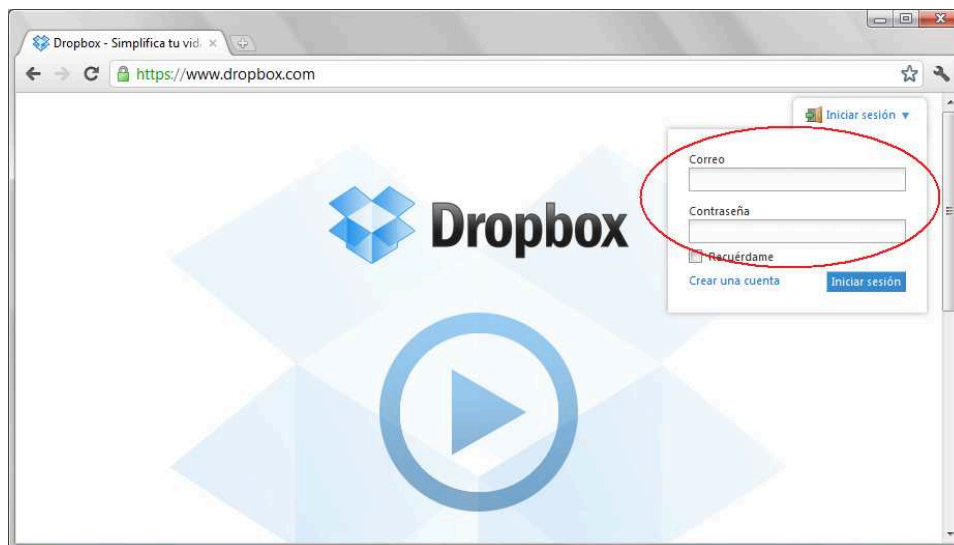 Dropbox - Simplifica tu vid
https://www.dropbox.com
Iniciar sesión
Correo
Dropbox
Contraseña
Recuérdame
Crear una cuenta
Iniciar sesión